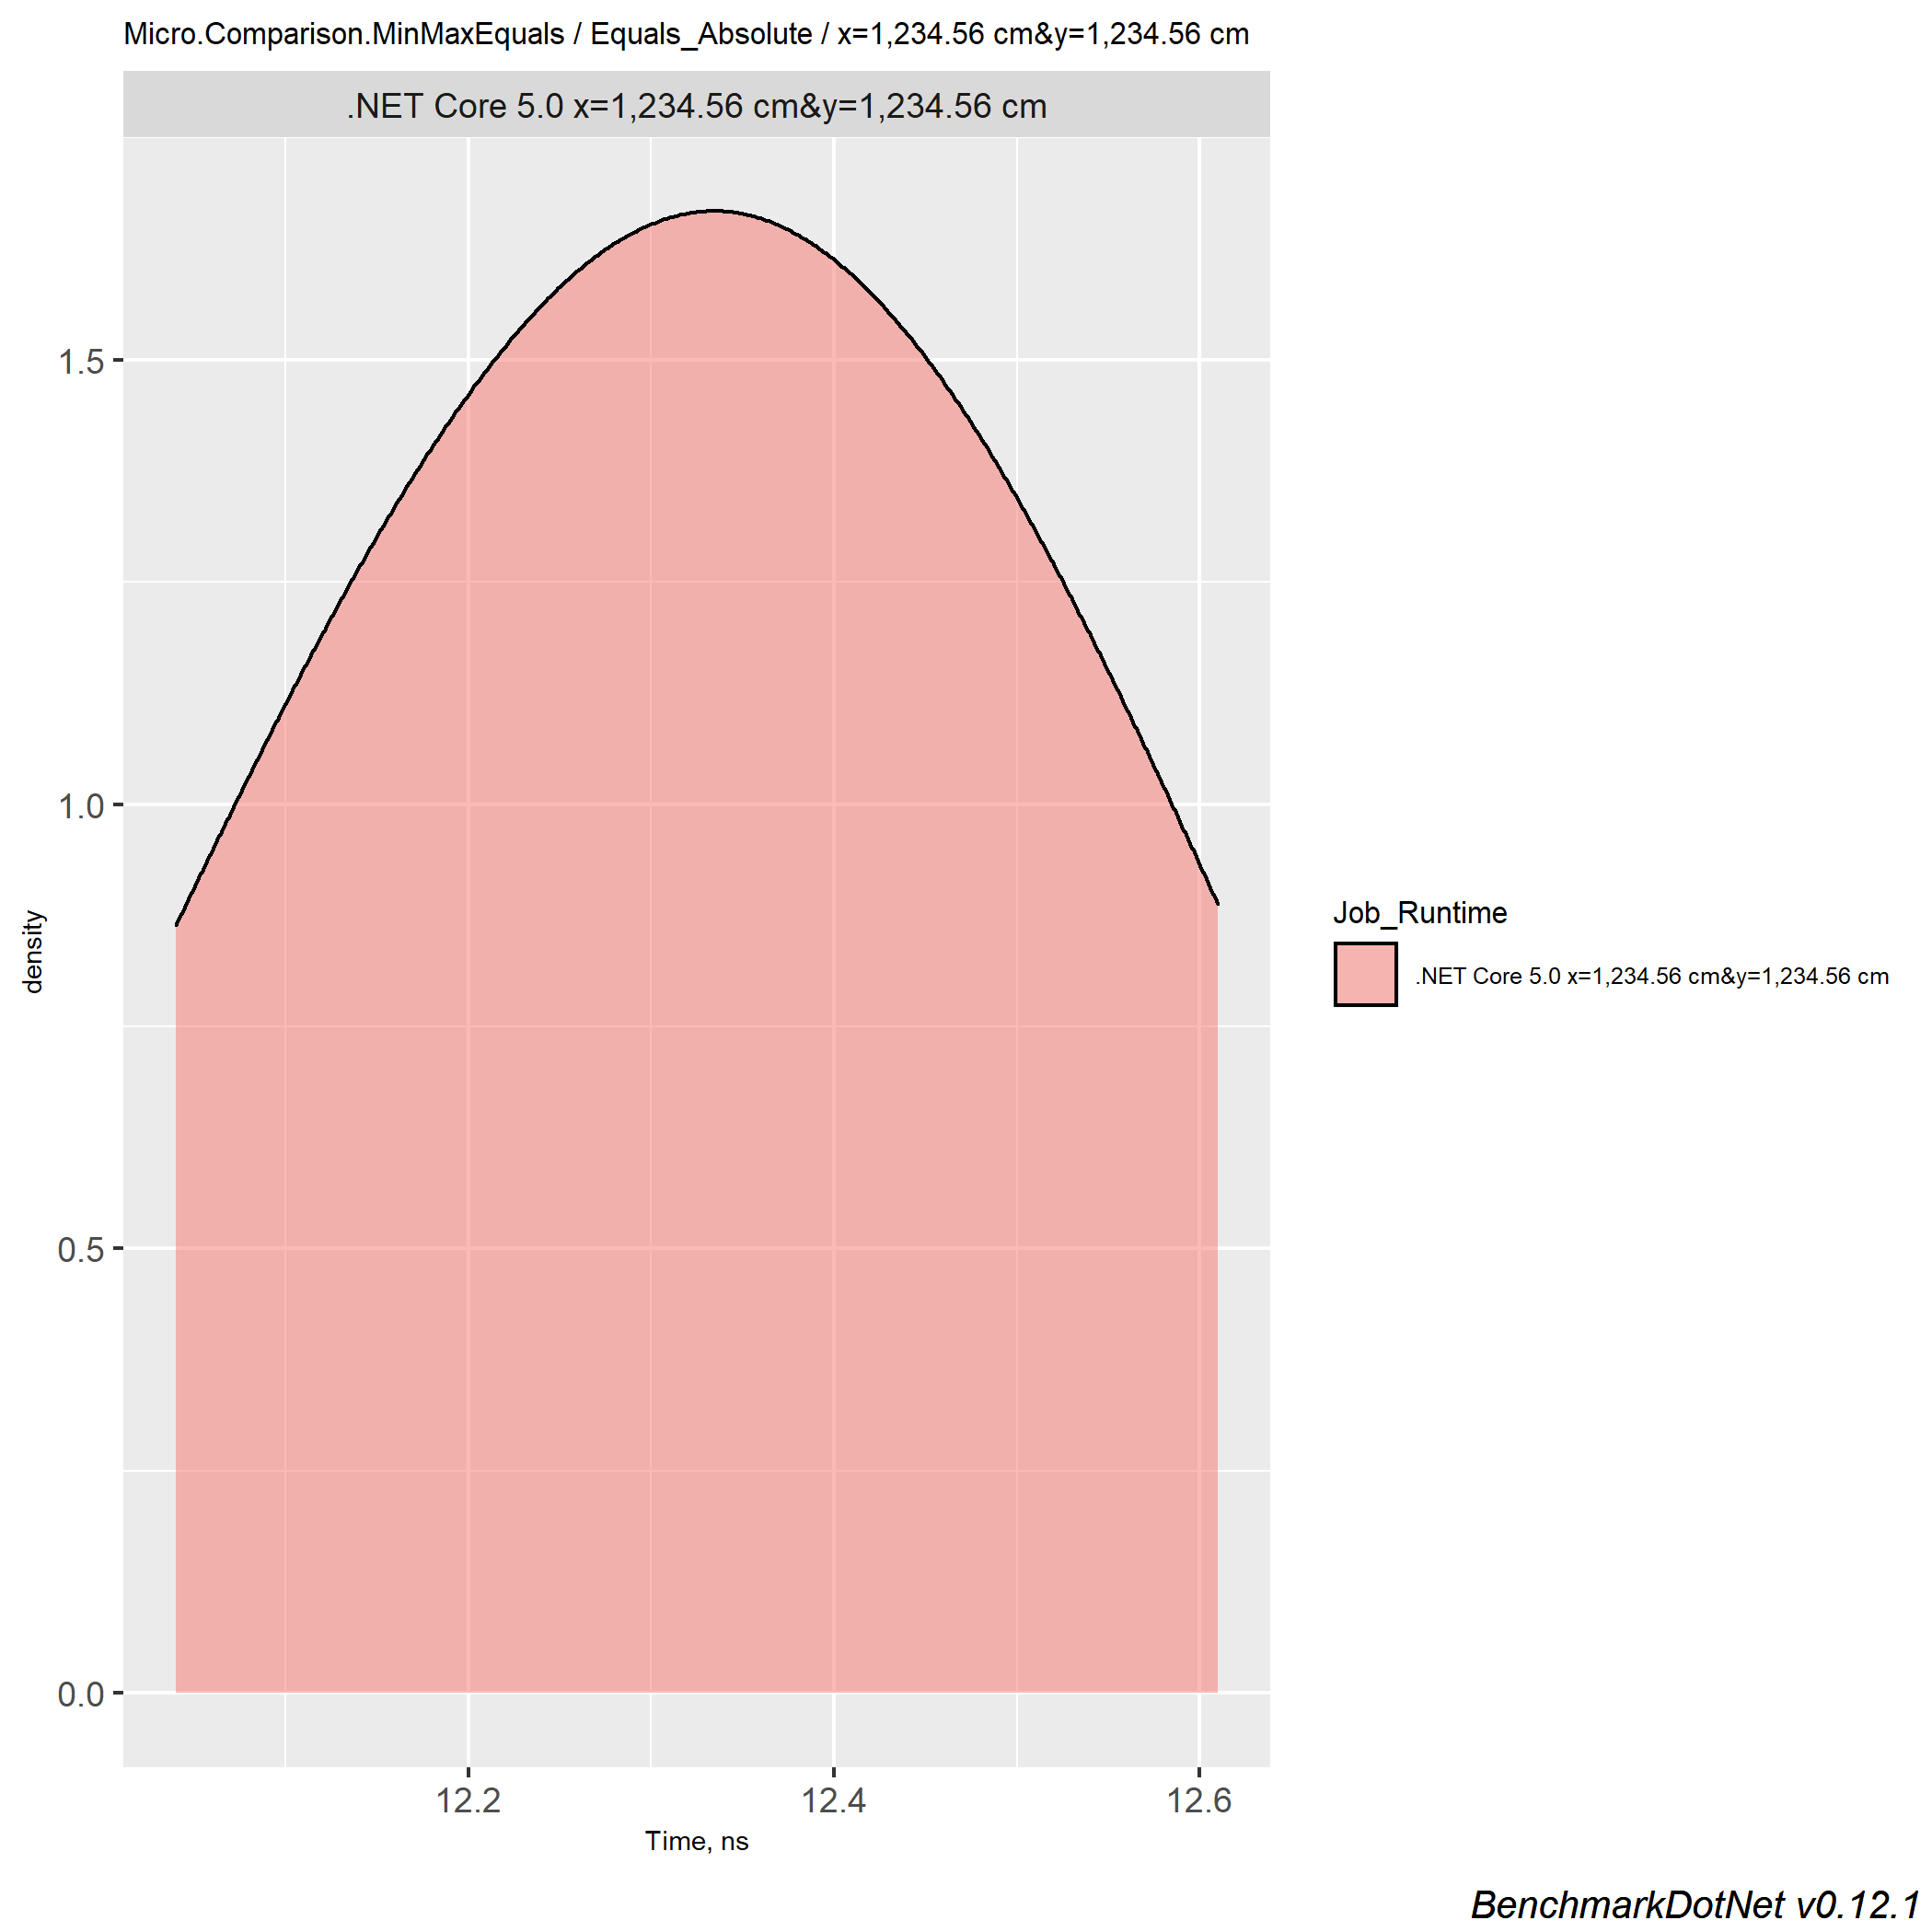 Micro.Comparison.MinMaxEquals / Equals_Absolute / x=1,234.56 cm&y=1,234.56 cm
.NET Core 5.0 x=1,234.56 cm&y=1,234.56 cm
1.5
1.0
0.5
0.0
density
12.2 12.4 12.6
Time, ns
Job_Runtime
.NET Core 5.0 x=1,234.56 cm&y=1,234.56 cm
BenchmarkDotNet v0.12.1